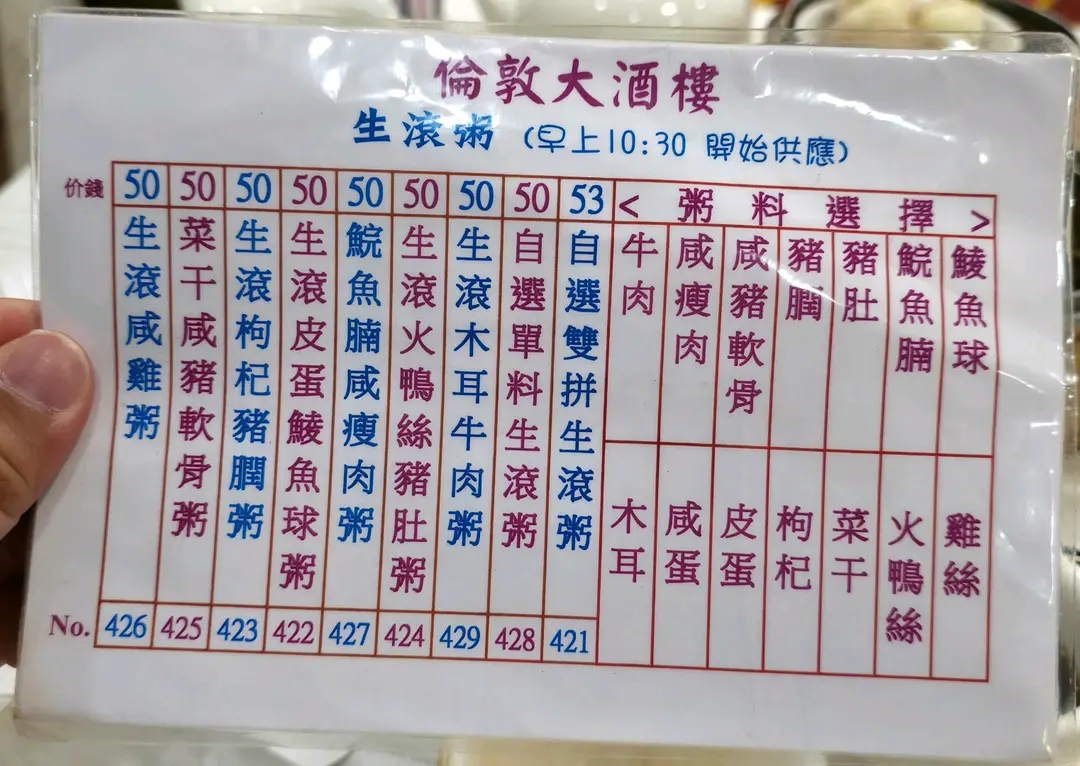 倫敦大酒樓
生滾粥 (早上10:30 開始供應)
价錢 50 50 50 50 50 50 50 50 53
< 粥料選擇 >
生滾咸雞粥
菜干咸豬軟骨粥
生滾枸杞豬膶粥
生滾皮蛋鯪魚球粥
鯇魚腩咸瘦肉粥
生滾火鴨絲豬肚粥
生滾木耳牛肉粥
自選單料生滾粥
自選雙拼生滾粥
牛肉
咸瘦肉
咸豬軟骨
豬膶
豬肚
鯇魚腩
鯪魚球
木耳
咸蛋
皮蛋
枸杞
菜干
火鴨絲
雞絲
No. 426 425 423 422 427 424 429 428 421